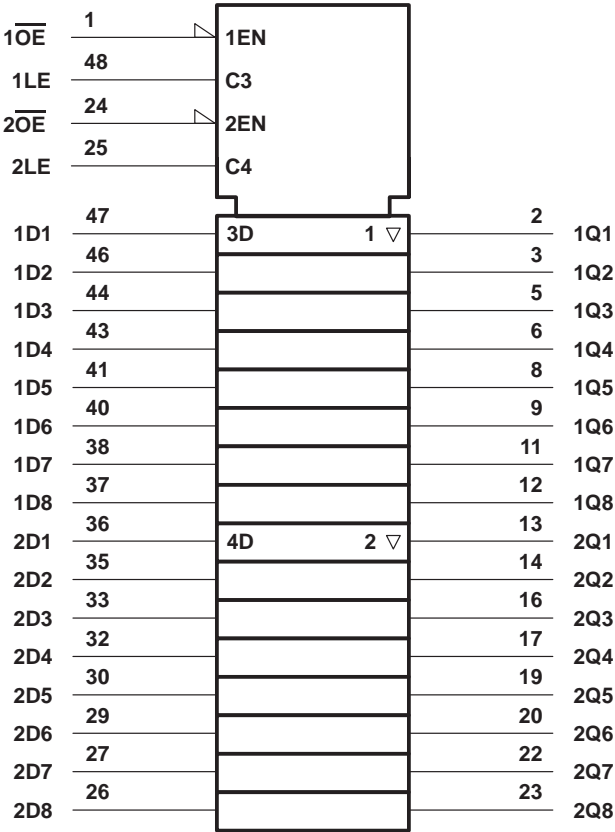 1OE 1 1EN
1LE 48 C3
2OE 24 2EN
2LE 25 C4
1D1 47 3D 1 ▽ 2 1Q1
1D2 46 3 1Q2
1D3 44 5 1Q3
1D4 43 6 1Q4
1D5 41 8 1Q5
1D6 40 9 1Q6
1D7 38 11 1Q7
1D8 37 12 1Q8
2D1 36 4D 2 ▽ 13 2Q1
2D2 35 14 2Q2
2D3 33 16 2Q3
2D4 32 17 2Q4
2D5 30 19 2Q5
2D6 29 20 2Q6
2D7 27 22 2Q7
2D8 26 23 2Q8